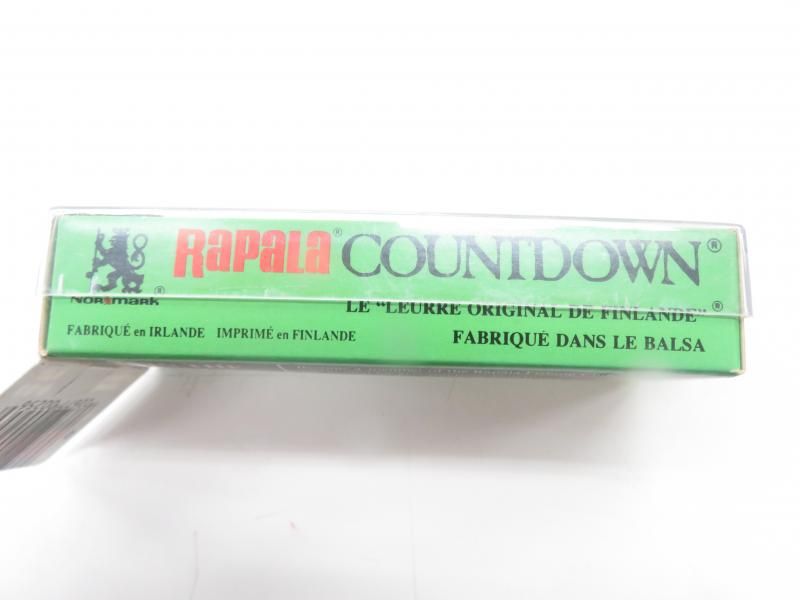 RAPALA® COUNTDOWN®
NORMARK®
LE "LEURRE ORIGINAL DE FINLANDE"®
FABRIQUÉ en IRLANDE IMPRIMÉ en FINLANDE
FABRIQUÉ DANS LE BALSA